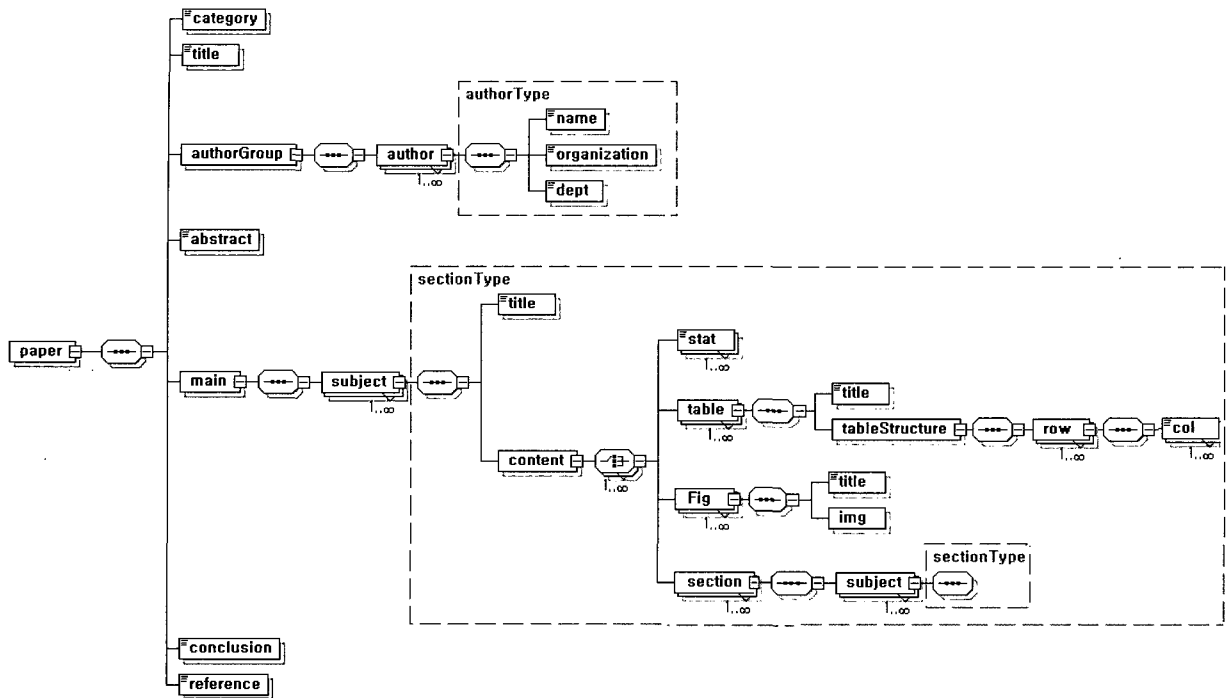 category
title
authorType
name
authorGroup
author
organization
1..∞
dept
abstract
sectionType
title
stat
1..∞
paper
main
subject
1..∞
table
1..∞
title
tableStructure
row
1..∞
col
1..∞
content
1..∞
Fig
1..∞
title
img
sectionType
section
1..∞
subject
1..∞
conclusion
reference